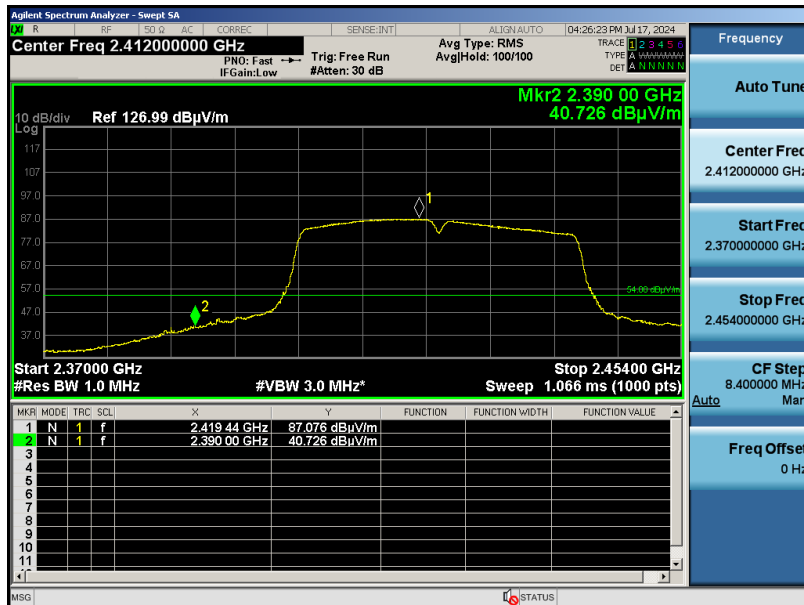 Agilent Spectrum Analyzer - Swept SA
LXI R RF 50 Ω AC CORREC SENSE:INT ALIGN AUTO 04:26:23 PM Jul 17, 2024
Center Freq 2.412000000 GHz
PNO: Fast
IFGain:Low
Trig: Free Run
#Atten: 30 dB
Avg Type: RMS
Avg|Hold: 100/100
TRACE 1 2 3 4 5 6
TYPE A
DET A N N N N N
Mkr2 2.390 00 GHz
40.726 dBµV/m
10 dB/div Ref 126.99 dBµV/m
Log
117
107
97.0
87.0
77.0
67.0
57.0
47.0
37.0
1
2
54.00 dBµV/m
Start 2.37000 GHz Stop 2.45400 GHz
#Res BW 1.0 MHz #VBW 3.0 MHz* Sweep 1.066 ms (1000 pts)
MKR MODE TRC SCL X Y FUNCTION FUNCTION WIDTH FUNCTION VALUE
1 N 1 f 2.419 44 GHz 87.076 dBµV/m
2 N 1 f 2.390 00 GHz 40.726 dBµV/m
3
4
5
6
7
8
9
10
11
MSG STATUS
Frequency
Auto Tune
Center Freq
2.412000000 GHz
Start Freq
2.370000000 GHz
Stop Freq
2.454000000 GHz
CF Step
8.400000 MHz
Auto Man
Freq Offset
0 Hz